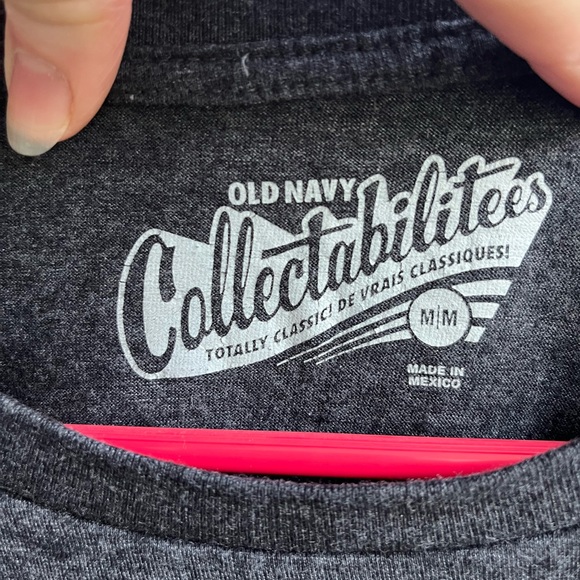 OLD NAVY
Collectabilitees
TOTALLY CLASSIC! DE VRAIS CLASSIQUES!
M|M
MADE IN
MEXICO